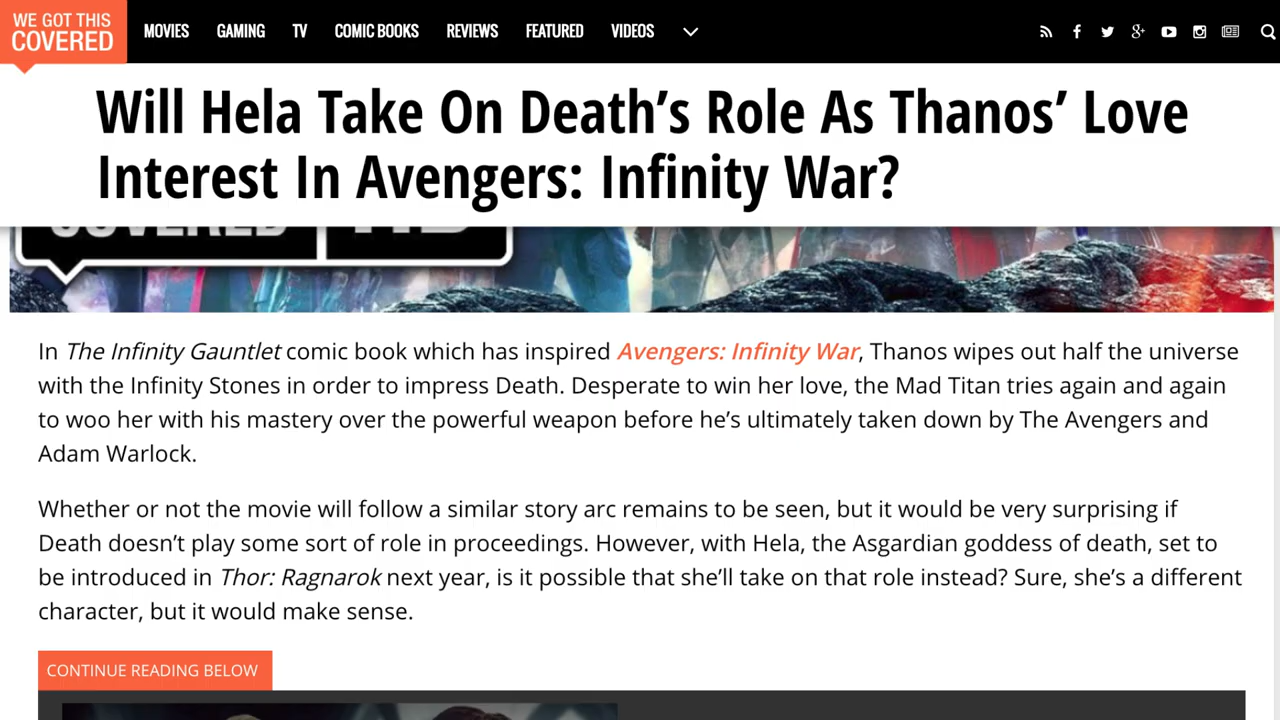 WE GOT THIS
COVERED
MOVIES GAMING TV COMIC BOOKS REVIEWS FEATURED VIDEOS
Will Hela Take On Death’s Role As Thanos’ Love
Interest In Avengers: Infinity War?
COVERED HD
In The Infinity Gauntlet comic book which has inspired Avengers: Infinity War, Thanos wipes out half the universe
with the Infinity Stones in order to impress Death. Desperate to win her love, the Mad Titan tries again and again
to woo her with his mastery over the powerful weapon before he’s ultimately taken down by The Avengers and
Adam Warlock.
Whether or not the movie will follow a similar story arc remains to be seen, but it would be very surprising if
Death doesn’t play some sort of role in proceedings. However, with Hela, the Asgardian goddess of death, set to
be introduced in Thor: Ragnarok next year, is it possible that she’ll take on that role instead? Sure, she’s a different
character, but it would make sense.
CONTINUE READING BELOW